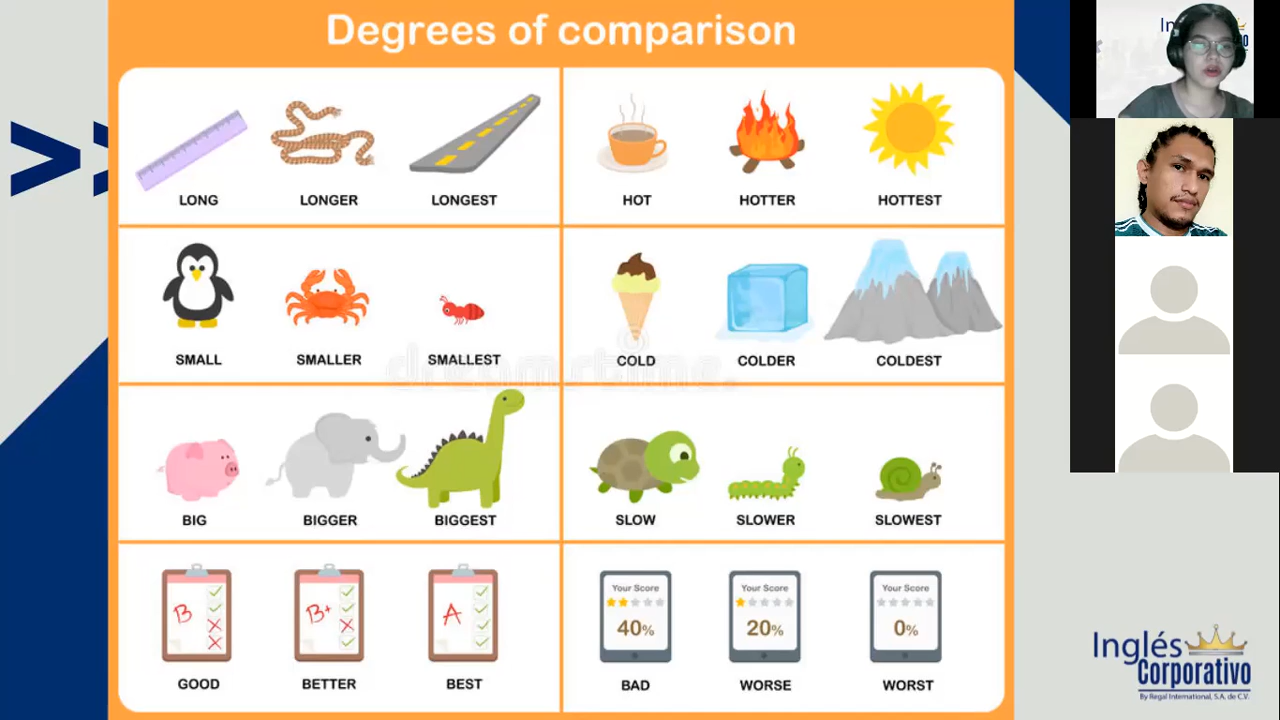 Degrees of comparison
LONG LONGER LONGEST
HOT HOTTER HOTTEST
SMALL SMALLER SMALLEST
COLD COLDER COLDEST
dreamstime.
BIG BIGGER BIGGEST
SLOW SLOWER SLOWEST
B B+ A
GOOD BETTER BEST
Your Score Your Score Your Score
40% 20% 0%
BAD WORSE WORST
Inglés
Corporativo
By Regal International, S.A. de C.V.